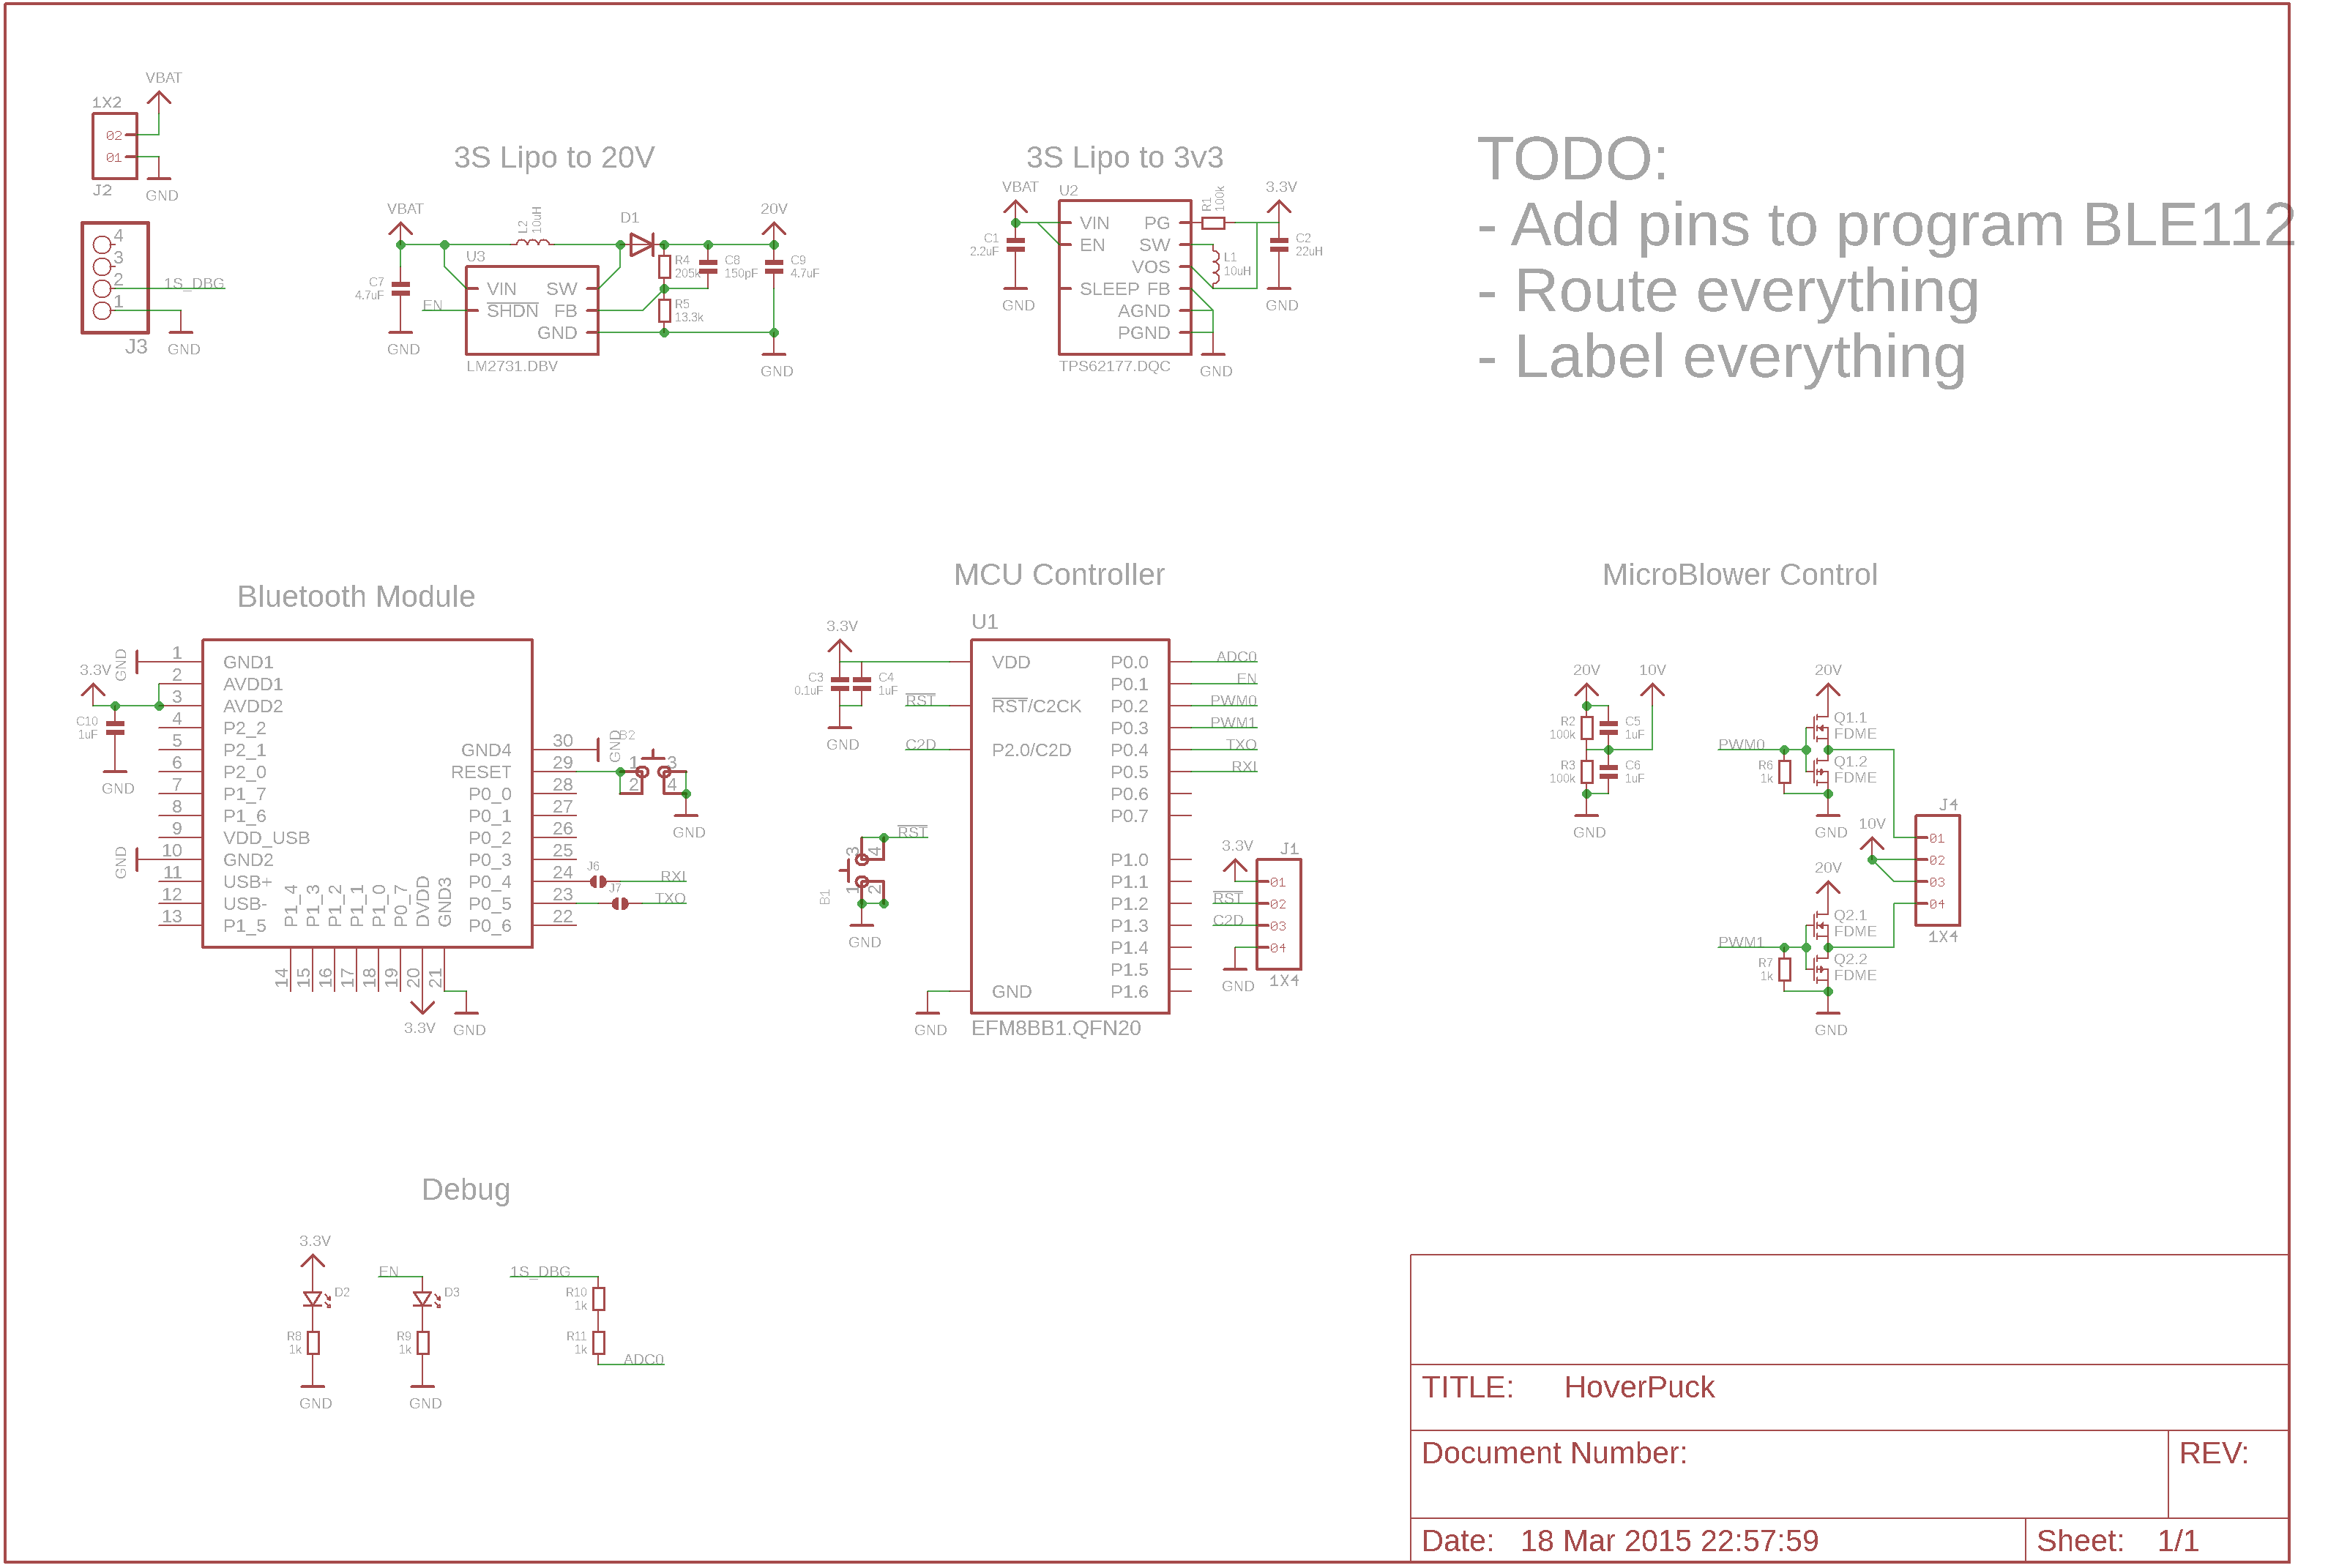 VBAT
1X2
02
01
J2
GND
4
3
2
1
1S_DBG
J3
GND
3S Lipo to 20V
VBAT
L2
10uH
D1
20V
U3
C7
4.7uF
R4
205k
C8
150pF
C9
4.7uF
VIN
SW
EN
SHDN
FB
R5
13.3k
GND
GND
LM2731.DBV
GND
3S Lipo to 3v3
VBAT
U2
R1
100k
3.3V
VIN
PG
C1
2.2uF
EN
SW
C2
22uH
VOS
L1
10uH
SLEEP
FB
GND
AGND
GND
PGND
TPS62177.DQC
GND
TODO:
- Add pins to program BLE112
- Route everything
- Label everything
Bluetooth Module
3.3V
GND
C10
1uF
GND
GND
1
2
3
4
5
6
7
8
9
10
11
12
13
GND1
AVDD1
AVDD2
P2_2
P2_1
P2_0
P1_7
P1_6
VDD_USB
GND2
USB+
USB-
P1_5
P1_4
P1_3
P1_2
P1_1
P1_0
P0_7
DVDD
GND3
14
15
16
17
18
19
20
21
3.3V
GND
GND4
RESET
P0_0
P0_1
P0_2
P0_3
P0_4
P0_5
P0_6
30
29
28
27
26
25
24
23
22
GND
B2
1
3
2
4
GND
J6
RXI
J7
TXO
MCU Controller
U1
3.3V
C3
0.1uF
C4
1uF
GND
RST
C2D
VDD
RST/C2CK
P2.0/C2D
GND
P0.0
P0.1
P0.2
P0.3
P0.4
P0.5
P0.6
P0.7
P1.0
P1.1
P1.2
P1.3
P1.4
P1.5
P1.6
ADC0
EN
PWM0
PWM1
TXO
RXI
RST
3
4
1
2
B1
GND
GND
EFM8BB1.QFN20
3.3V
J1
RST
C2D
01
02
03
04
GND
1X4
MicroBlower Control
20V
10V
R2
100k
C5
1uF
R3
100k
C6
1uF
GND
20V
Q1.1
FDME
PWM0
R6
1k
Q1.2
FDME
GND
10V
J4
01
02
03
04
1X4
20V
Q2.1
FDME
PWM1
R7
1k
Q2.2
FDME
GND
Debug
3.3V
D2
R8
1k
GND
EN
D3
R9
1k
GND
1S_DBG
R10
1k
R11
1k
ADC0
TITLE: HoverPuck
Document Number:
REV:
Date: 18 Mar 2015 22:57:59
Sheet: 1/1